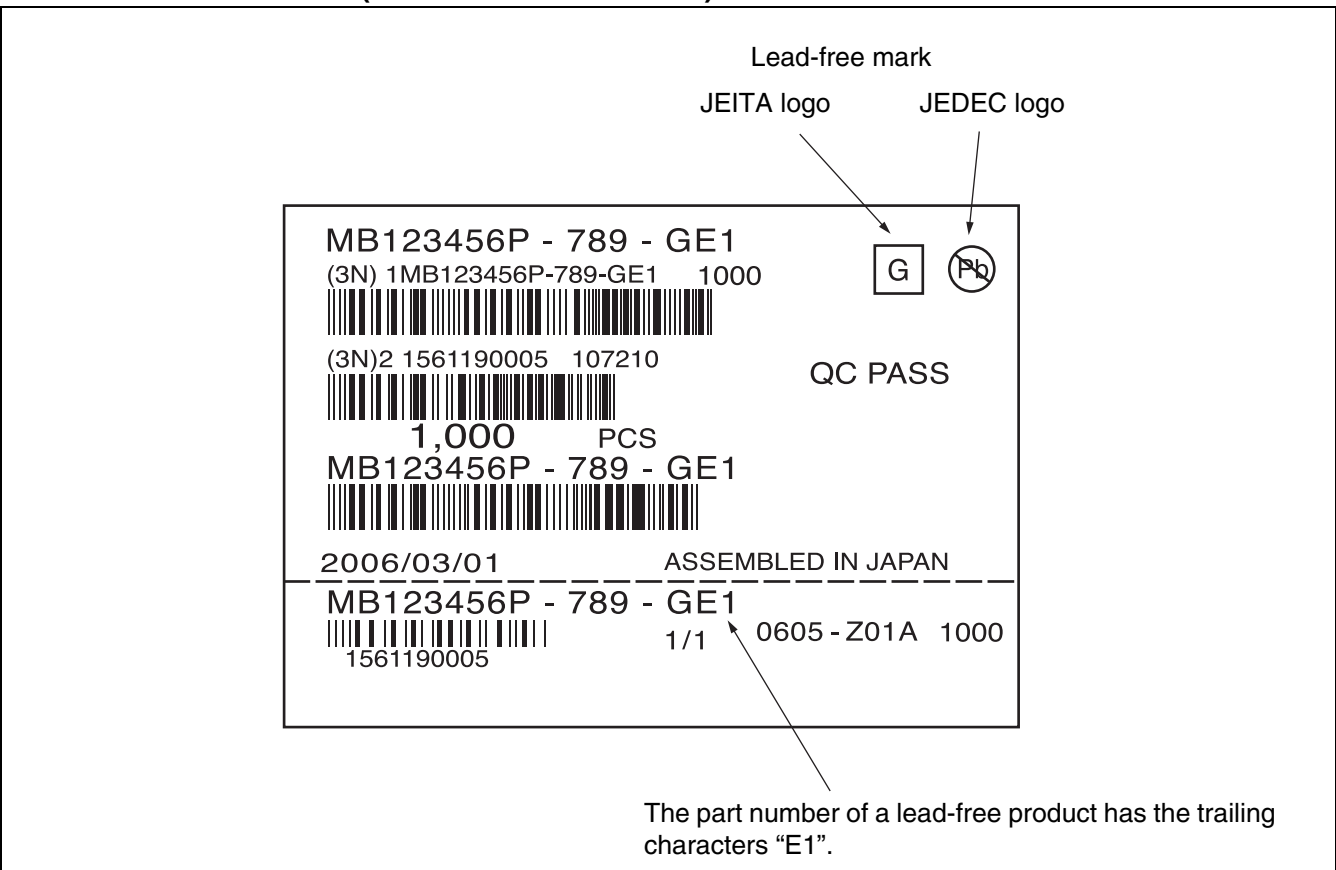 Lead-free mark
JEITA logo JEDEC logo
MB123456P - 789 - GE1
(3N) 1MB123456P-789-GE1 1000
G Pb
(3N)2 1561190005 107210
QC PASS
1,000 PCS
MB123456P - 789 - GE1
2006/03/01 ASSEMBLED IN JAPAN
MB123456P - 789 - GE1
1/1 0605 - Z01A 1000
1561190005
The part number of a lead-free product has the trailing
characters “E1”.